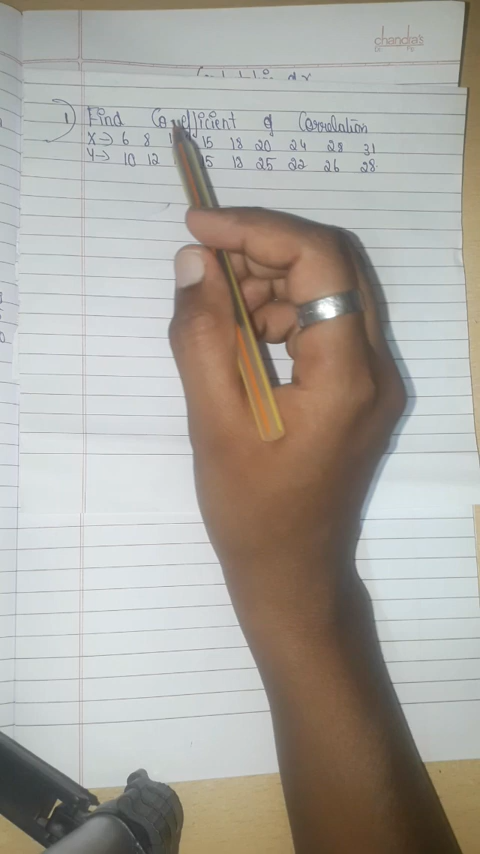 chandra's
1) Find Coefficient of Correlation
X→ 6 8 15 18 20 24 28 31
Y→ 10 12 15 18 25 22 26 28